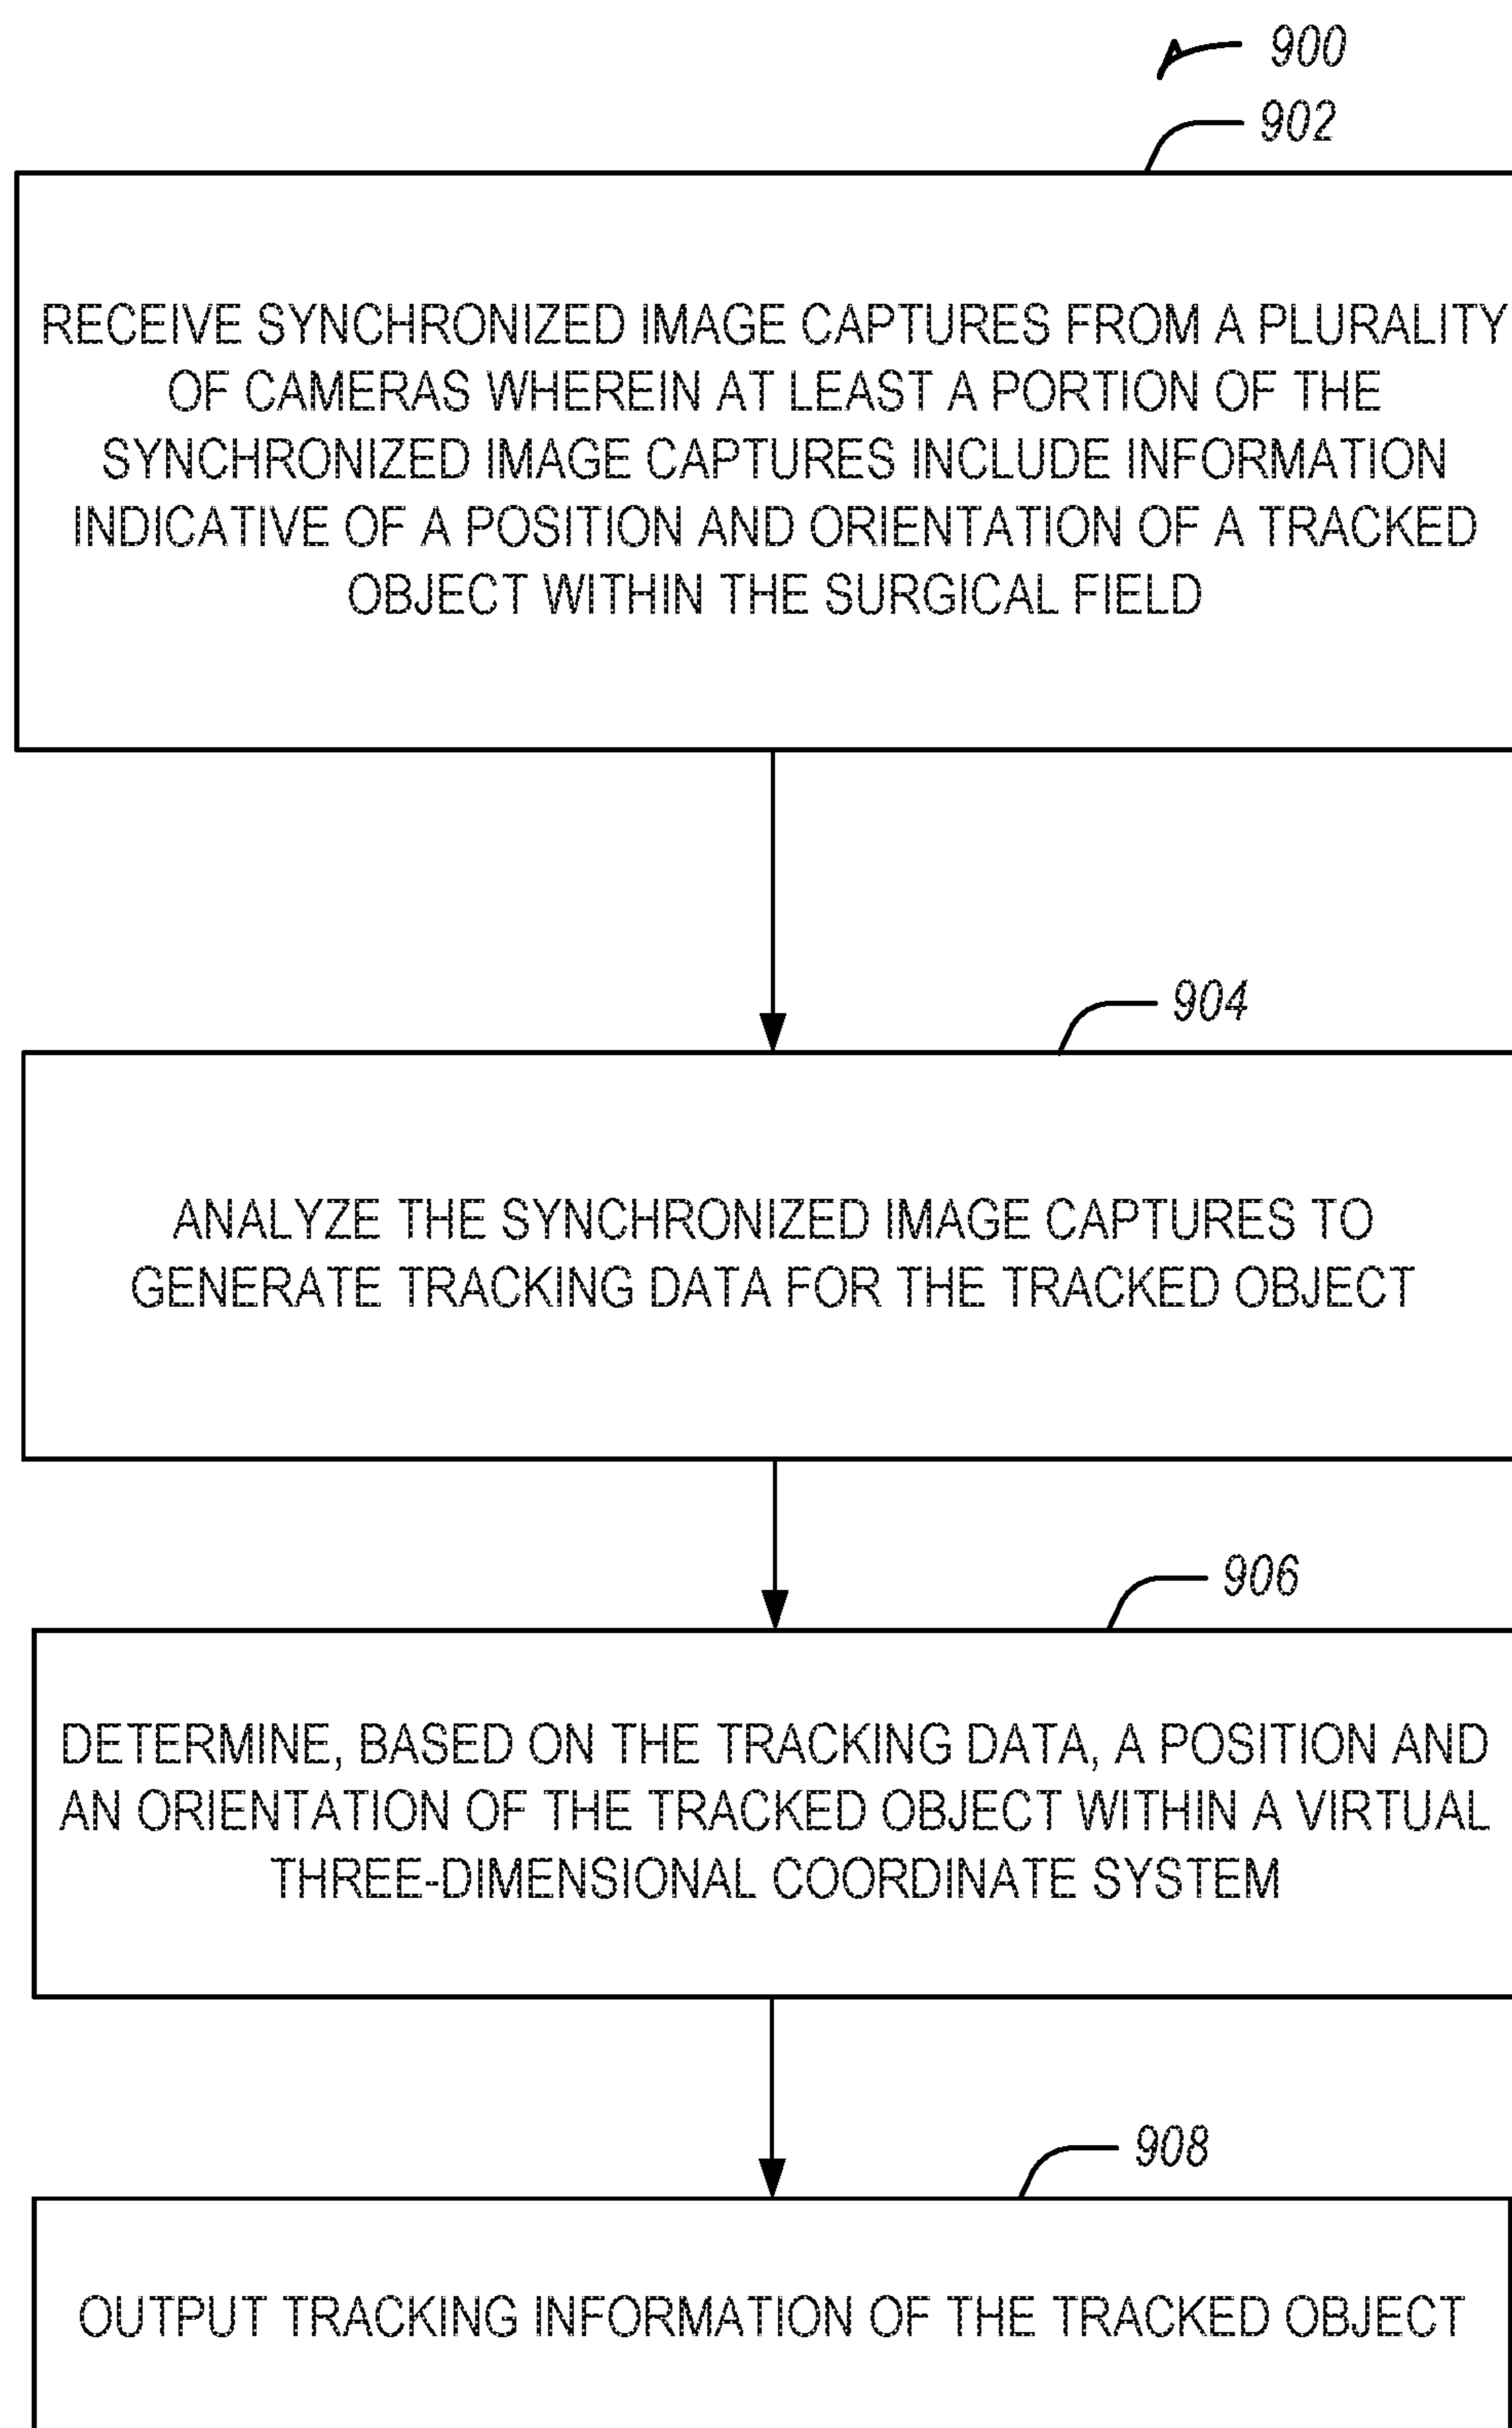 900
902
RECEIVE SYNCHRONIZED IMAGE CAPTURES FROM A PLURALITY
OF CAMERAS WHEREIN AT LEAST A PORTION OF THE
SYNCHRONIZED IMAGE CAPTURES INCLUDE INFORMATION
INDICATIVE OF A POSITION AND ORIENTATION OF A TRACKED
OBJECT WITHIN THE SURGICAL FIELD
904
ANALYZE THE SYNCHRONIZED IMAGE CAPTURES TO
GENERATE TRACKING DATA FOR THE TRACKED OBJECT
906
DETERMINE, BASED ON THE TRACKING DATA, A POSITION AND
AN ORIENTATION OF THE TRACKED OBJECT WITHIN A VIRTUAL
THREE-DIMENSIONAL COORDINATE SYSTEM
908
OUTPUT TRACKING INFORMATION OF THE TRACKED OBJECT